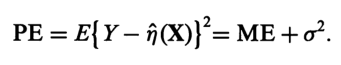 PE = E{Y − η̂(X)}² = ME + σ².